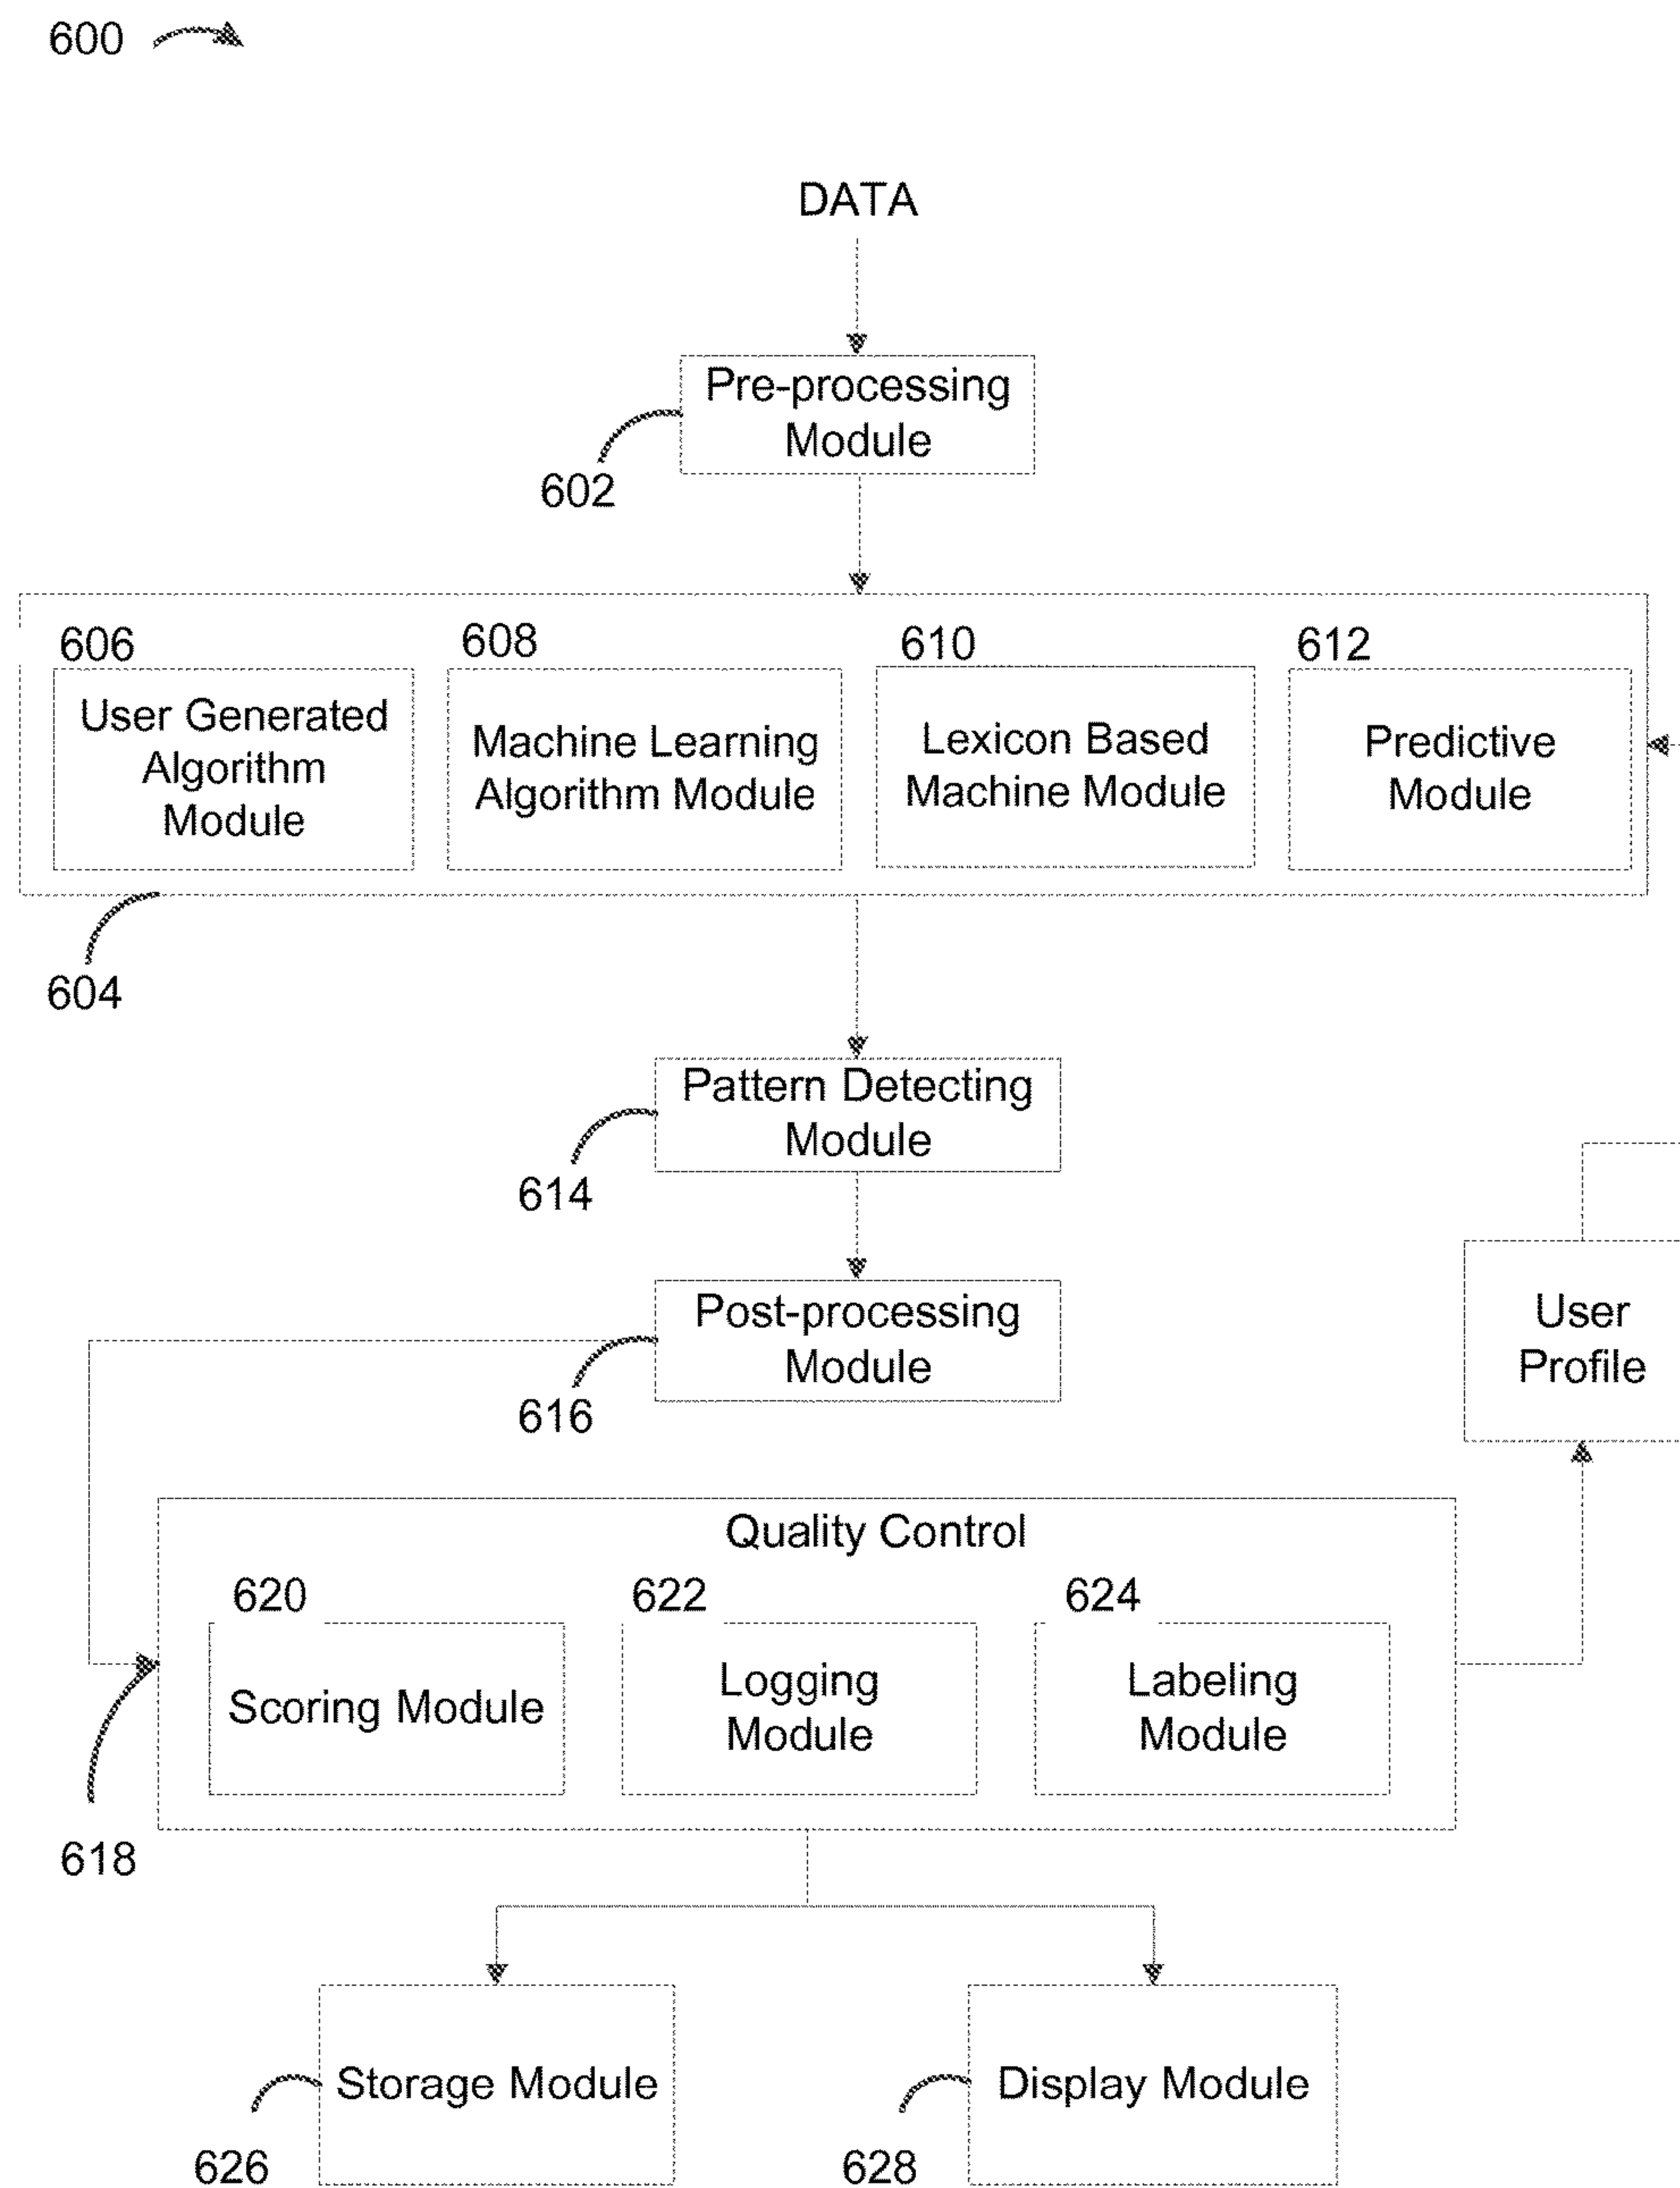 600
DATA
Pre-processing
Module
602
606
608
610
612
User Generated
Algorithm
Module
Machine Learning
Algorithm Module
Lexicon Based
Machine Module
Predictive
Module
604
Pattern Detecting
Module
614
Post-processing
Module
616
User
Profile
Quality Control
620
622
624
Scoring Module
Logging
Module
Labeling
Module
618
Storage Module
Display Module
626
628